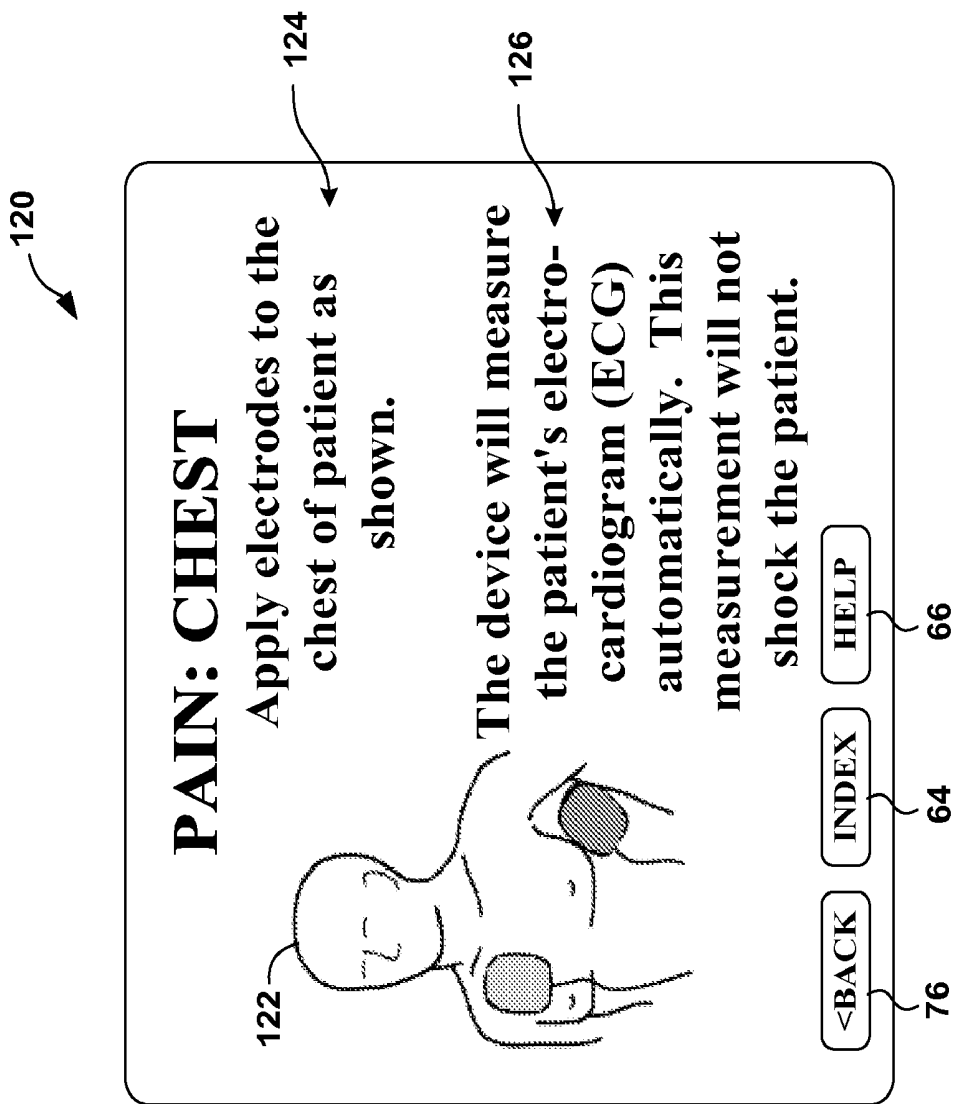 120
PAIN: CHEST
Apply electrodes to the
chest of patient as
shown.
124
122
The device will measure
the patient's electro-
cardiogram (ECG)
automatically. This
measurement will not
shock the patient.
126
<BACK
INDEX
HELP
76
64
66